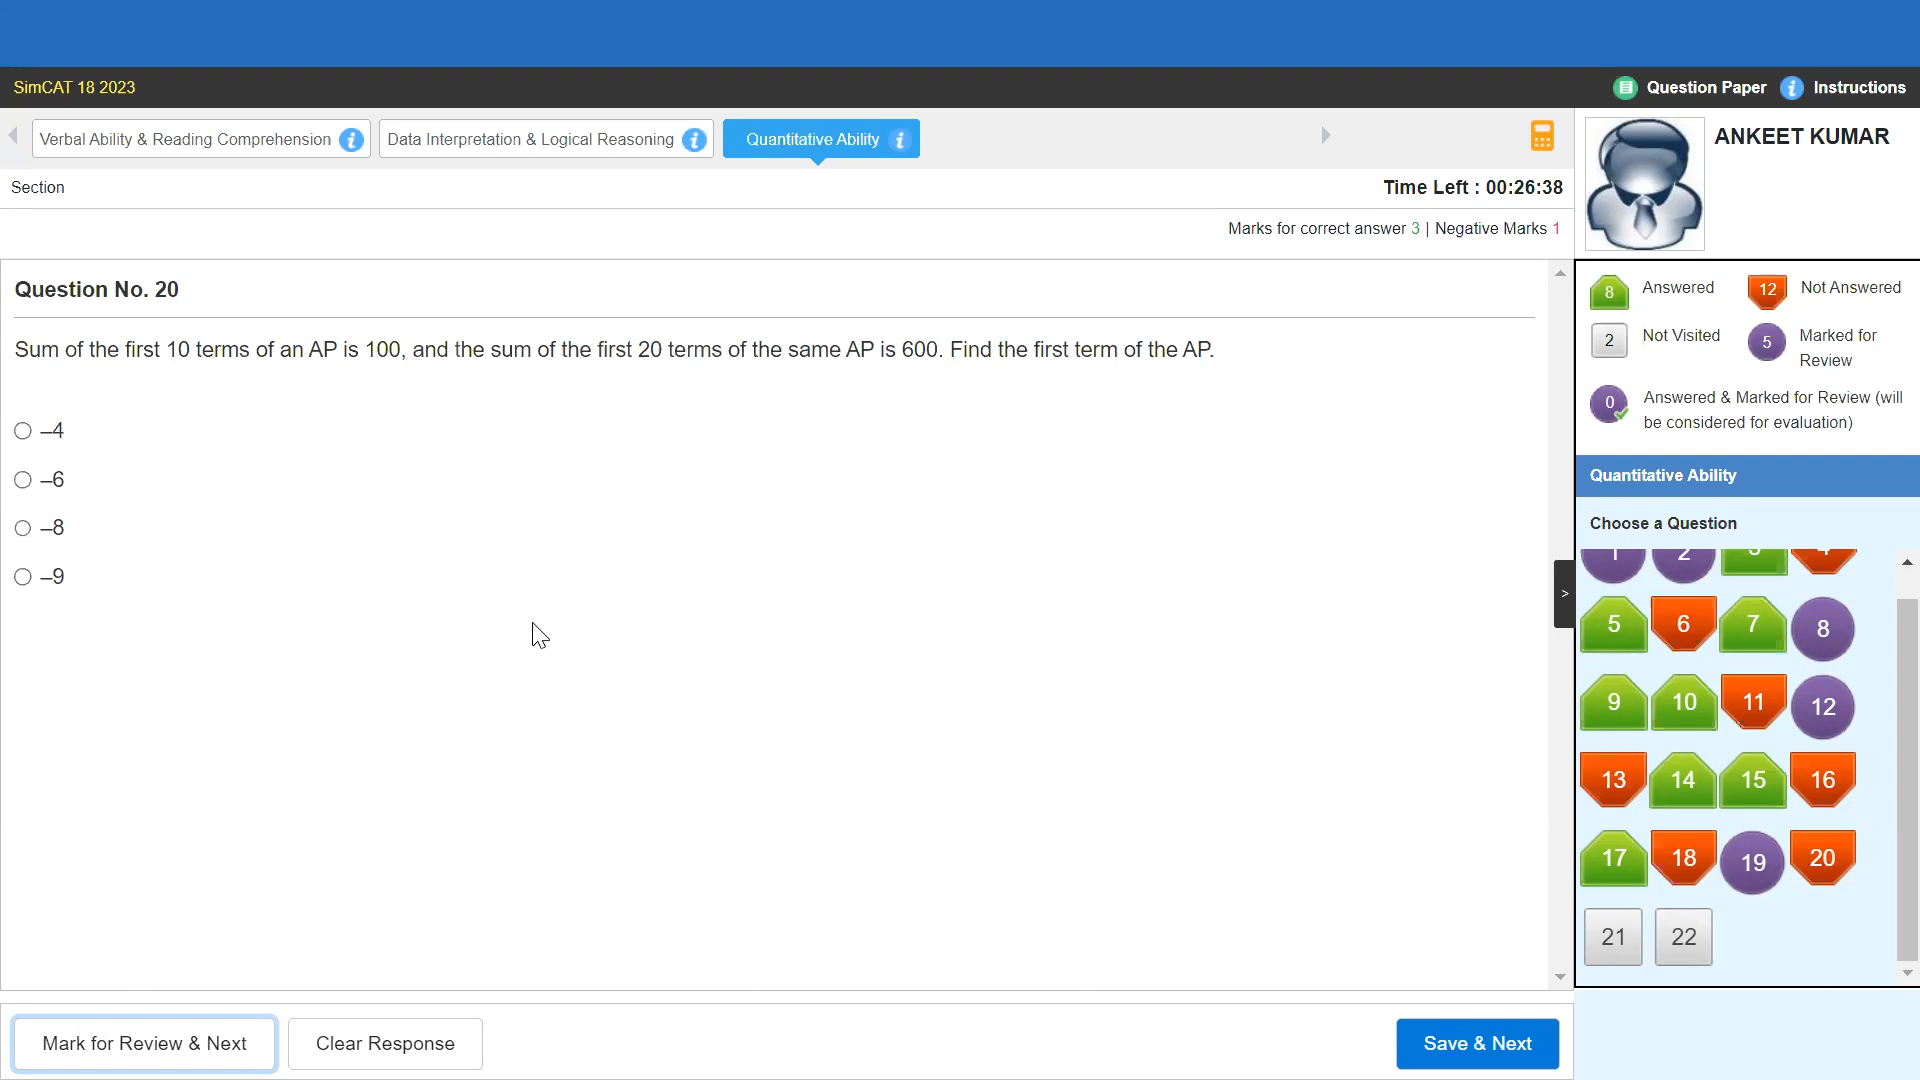 SimCAT 18 2023
Question Paper
Instructions
Verbal Ability & Reading Comprehension
Data Interpretation & Logical Reasoning
Quantitative Ability
ANKEET KUMAR
Section
Time Left : 00:26:38
Marks for correct answer 3 | Negative Marks 1
Question No. 20
Sum of the first 10 terms of an AP is 100, and the sum of the first 20 terms of the same AP is 600. Find the first term of the AP.
–4
–6
–8
–9
8 Answered
12 Not Answered
2 Not Visited
5 Marked for
Review
0 Answered & Marked for Review (will
be considered for evaluation)
Quantitative Ability
Choose a Question
1 2 3 4
5 6 7 8
9 10 11 12
13 14 15 16
17 18 19 20
21 22
>
Mark for Review & Next
Clear Response
Save & Next